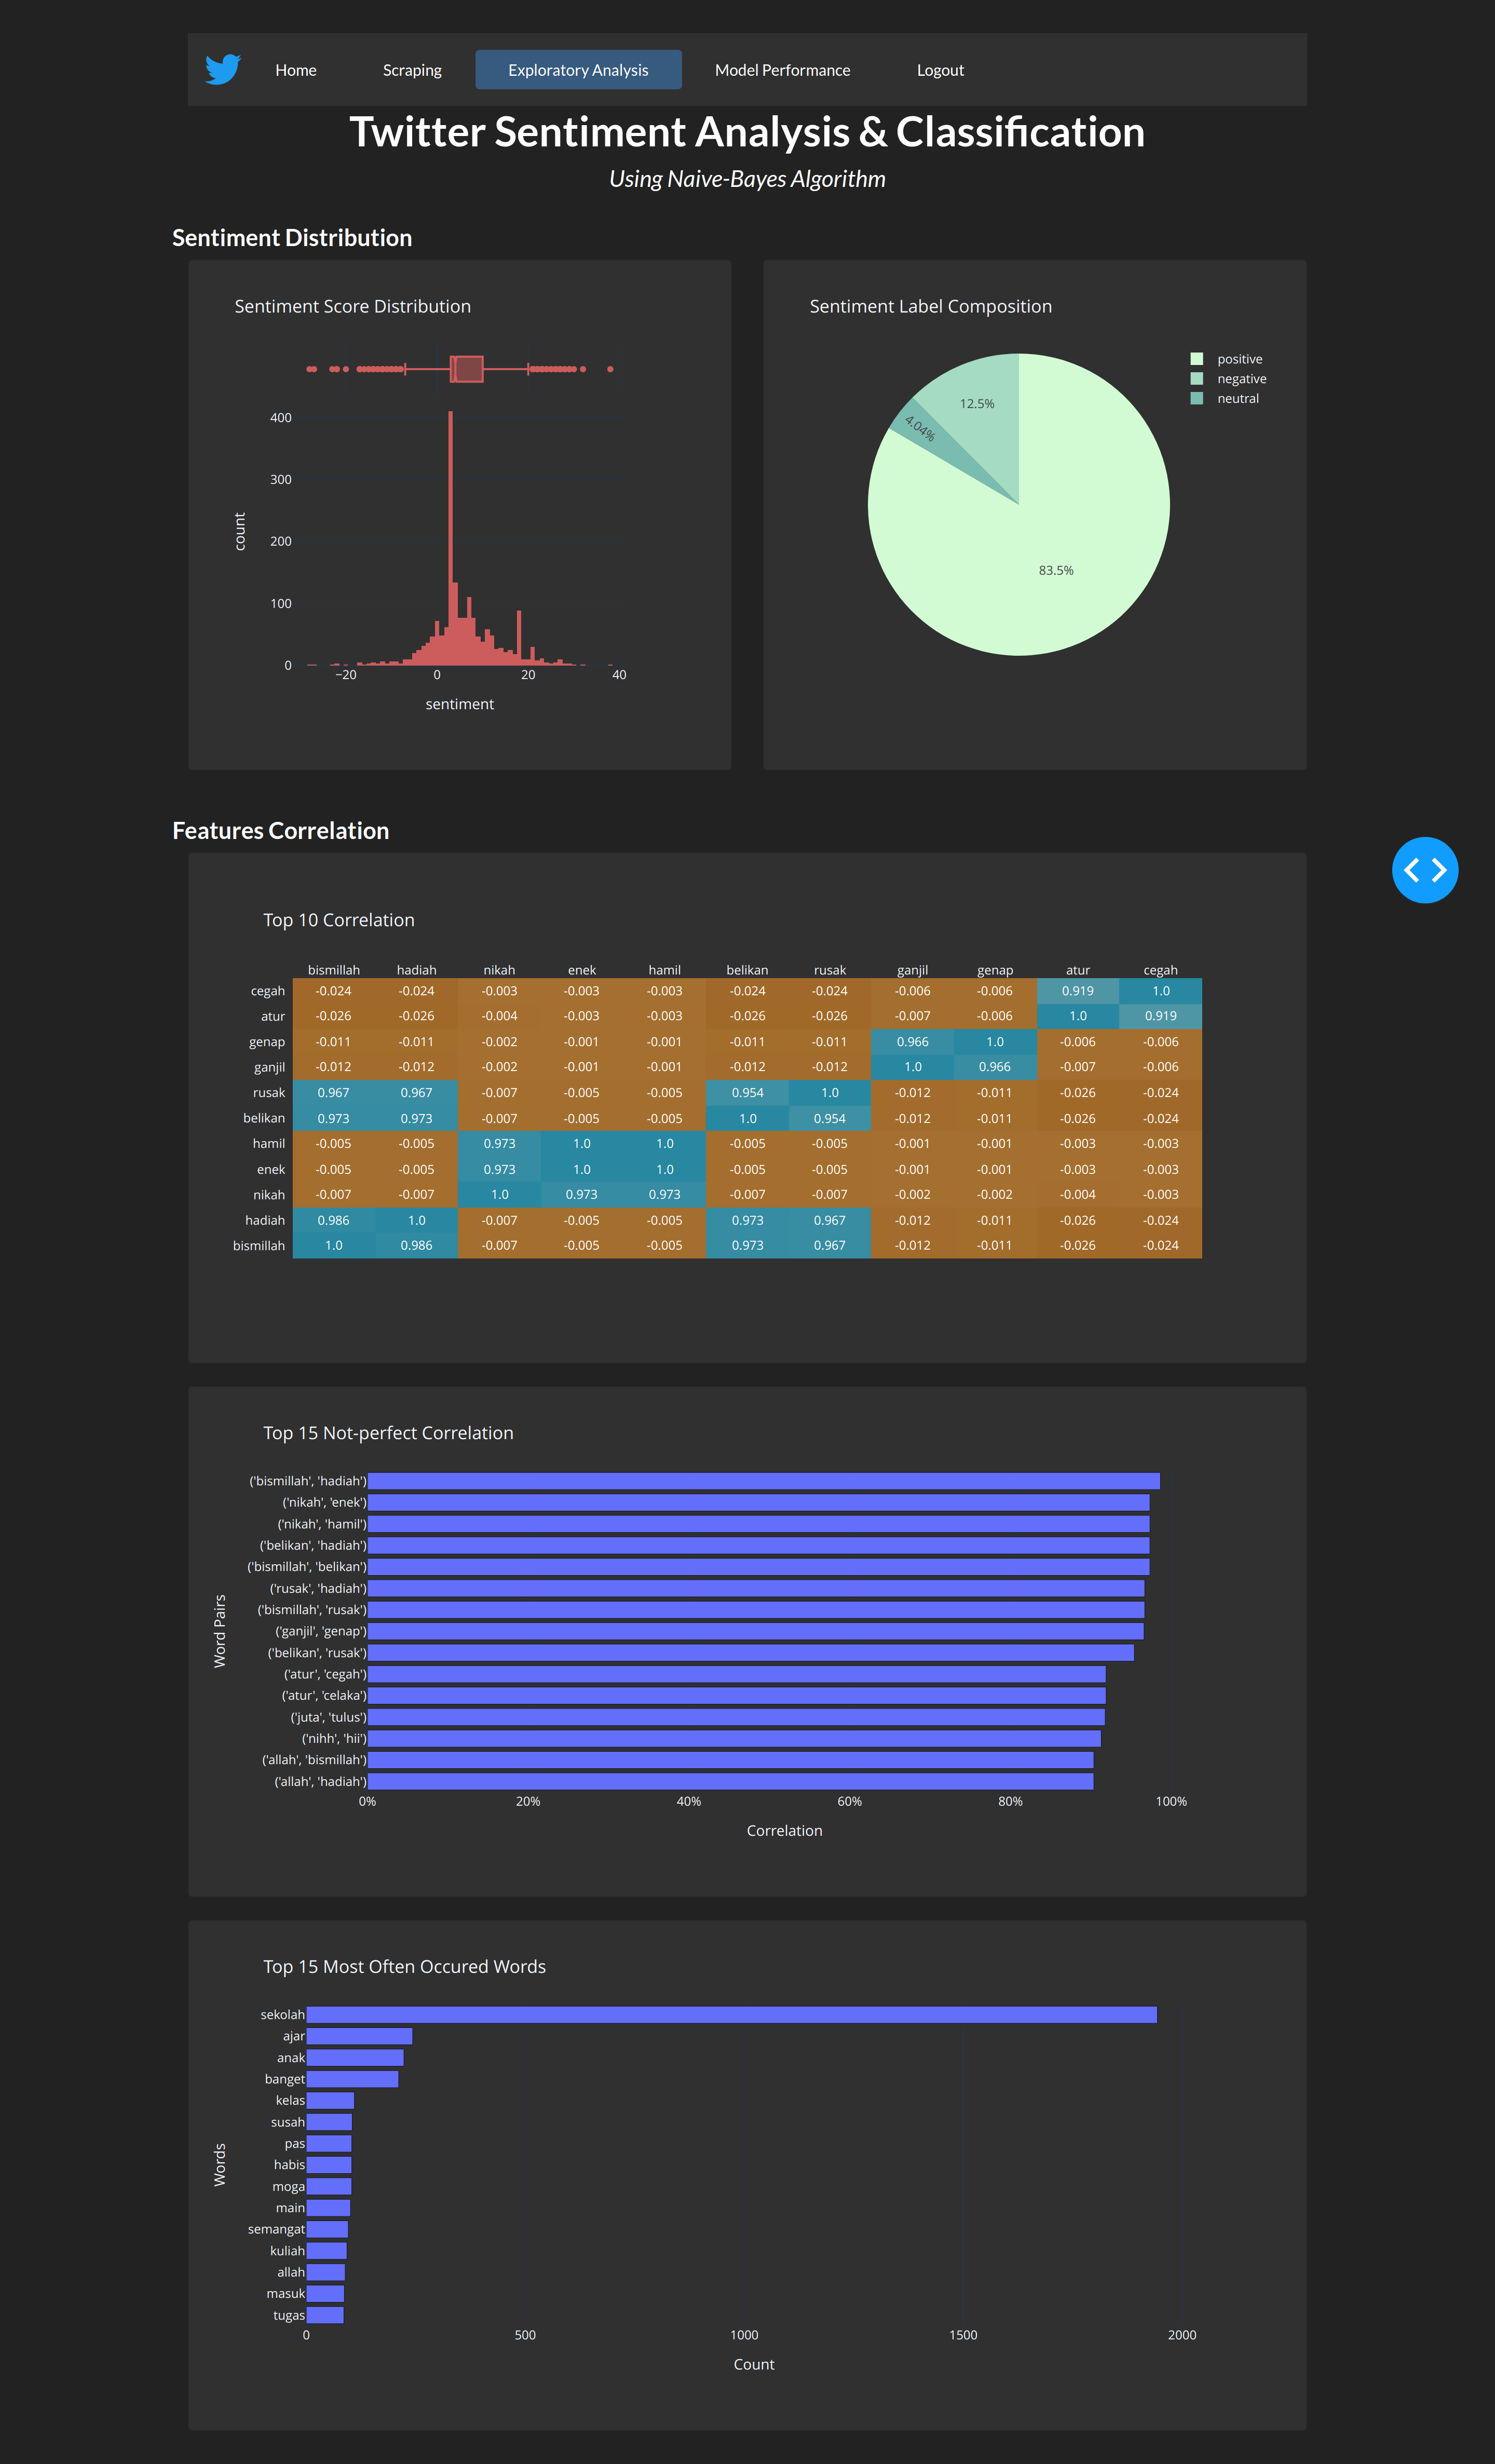 Home Scraping Exploratory Analysis Model Performance Logout
Twitter Sentiment Analysis & Classification
Using Naive-Bayes Algorithm
Sentiment Distribution
Sentiment Score Distribution
400
300
200
100
0
count
−20 0 20 40
sentiment
Sentiment Label Composition
positive
negative
neutral
12.5%
4.04%
83.5%
Features Correlation
Top 10 Correlation
bismillah hadiah nikah enek hamil belikan rusak ganjil genap atur cegah
cegah -0.024 -0.024 -0.003 -0.003 -0.003 -0.024 -0.024 -0.006 -0.006 0.919 1.0
atur -0.026 -0.026 -0.004 -0.003 -0.003 -0.026 -0.026 -0.007 -0.006 1.0 0.919
genap -0.011 -0.011 -0.002 -0.001 -0.001 -0.011 -0.011 0.966 1.0 -0.006 -0.006
ganjil -0.012 -0.012 -0.002 -0.001 -0.001 -0.012 -0.012 1.0 0.966 -0.007 -0.006
rusak 0.967 0.967 -0.007 -0.005 -0.005 0.954 1.0 -0.012 -0.011 -0.026 -0.024
belikan 0.973 0.973 -0.007 -0.005 -0.005 1.0 0.954 -0.012 -0.011 -0.026 -0.024
hamil -0.005 -0.005 0.973 1.0 1.0 -0.005 -0.005 -0.001 -0.001 -0.003 -0.003
enek -0.005 -0.005 0.973 1.0 1.0 -0.005 -0.005 -0.001 -0.001 -0.003 -0.003
nikah -0.007 -0.007 1.0 0.973 0.973 -0.007 -0.007 -0.002 -0.002 -0.004 -0.003
hadiah 0.986 1.0 -0.007 -0.005 -0.005 0.973 0.967 -0.012 -0.011 -0.026 -0.024
bismillah 1.0 0.986 -0.007 -0.005 -0.005 0.973 0.967 -0.012 -0.011 -0.026 -0.024
Top 15 Not-perfect Correlation
('bismillah', 'hadiah')
('nikah', 'enek')
('nikah', 'hamil')
('belikan', 'hadiah')
('bismillah', 'belikan')
('rusak', 'hadiah')
('bismillah', 'rusak')
('ganjil', 'genap')
('belikan', 'rusak')
('atur', 'cegah')
('atur', 'celaka')
('juta', 'tulus')
('nihh', 'hii')
('allah', 'bismillah')
('allah', 'hadiah')
Word Pairs
0% 20% 40% 60% 80% 100%
Correlation
Top 15 Most Often Occured Words
sekolah
ajar
anak
banget
kelas
susah
pas
habis
moga
main
semangat
kuliah
allah
masuk
tugas
Words
0 500 1000 1500 2000
Count